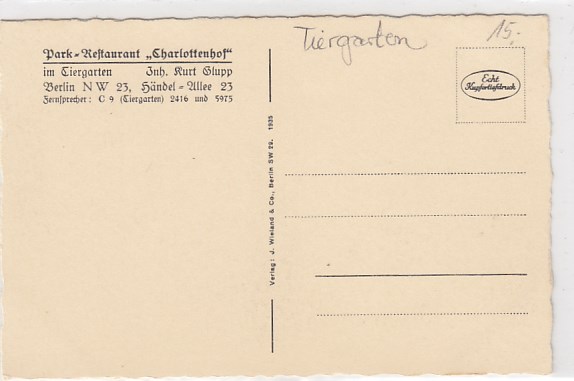 Park-Restaurant „Charlottenhof"
im Tiergarten Inh. Kurt Glupp
Berlin NW 23, Händel-Allee 23
Fernsprecher: C 9 (Tiergarten) 2416 und 5975
Tiergarten
15.-
Echt
Kupfertiefdruck
Verlag: J. Wieland & Co., Berlin SW 29. 1935